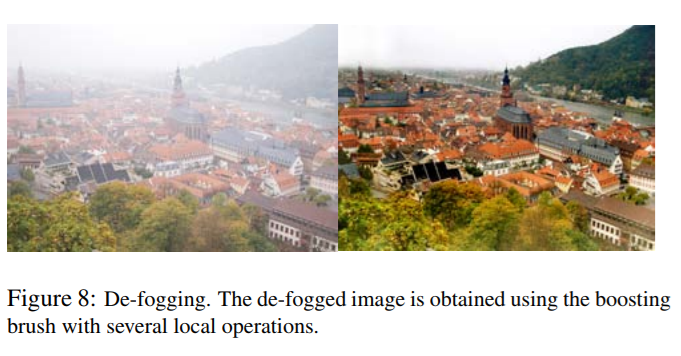 Figure 8: De-fogging. The de-fogged image is obtained using the boosting
brush with several local operations.